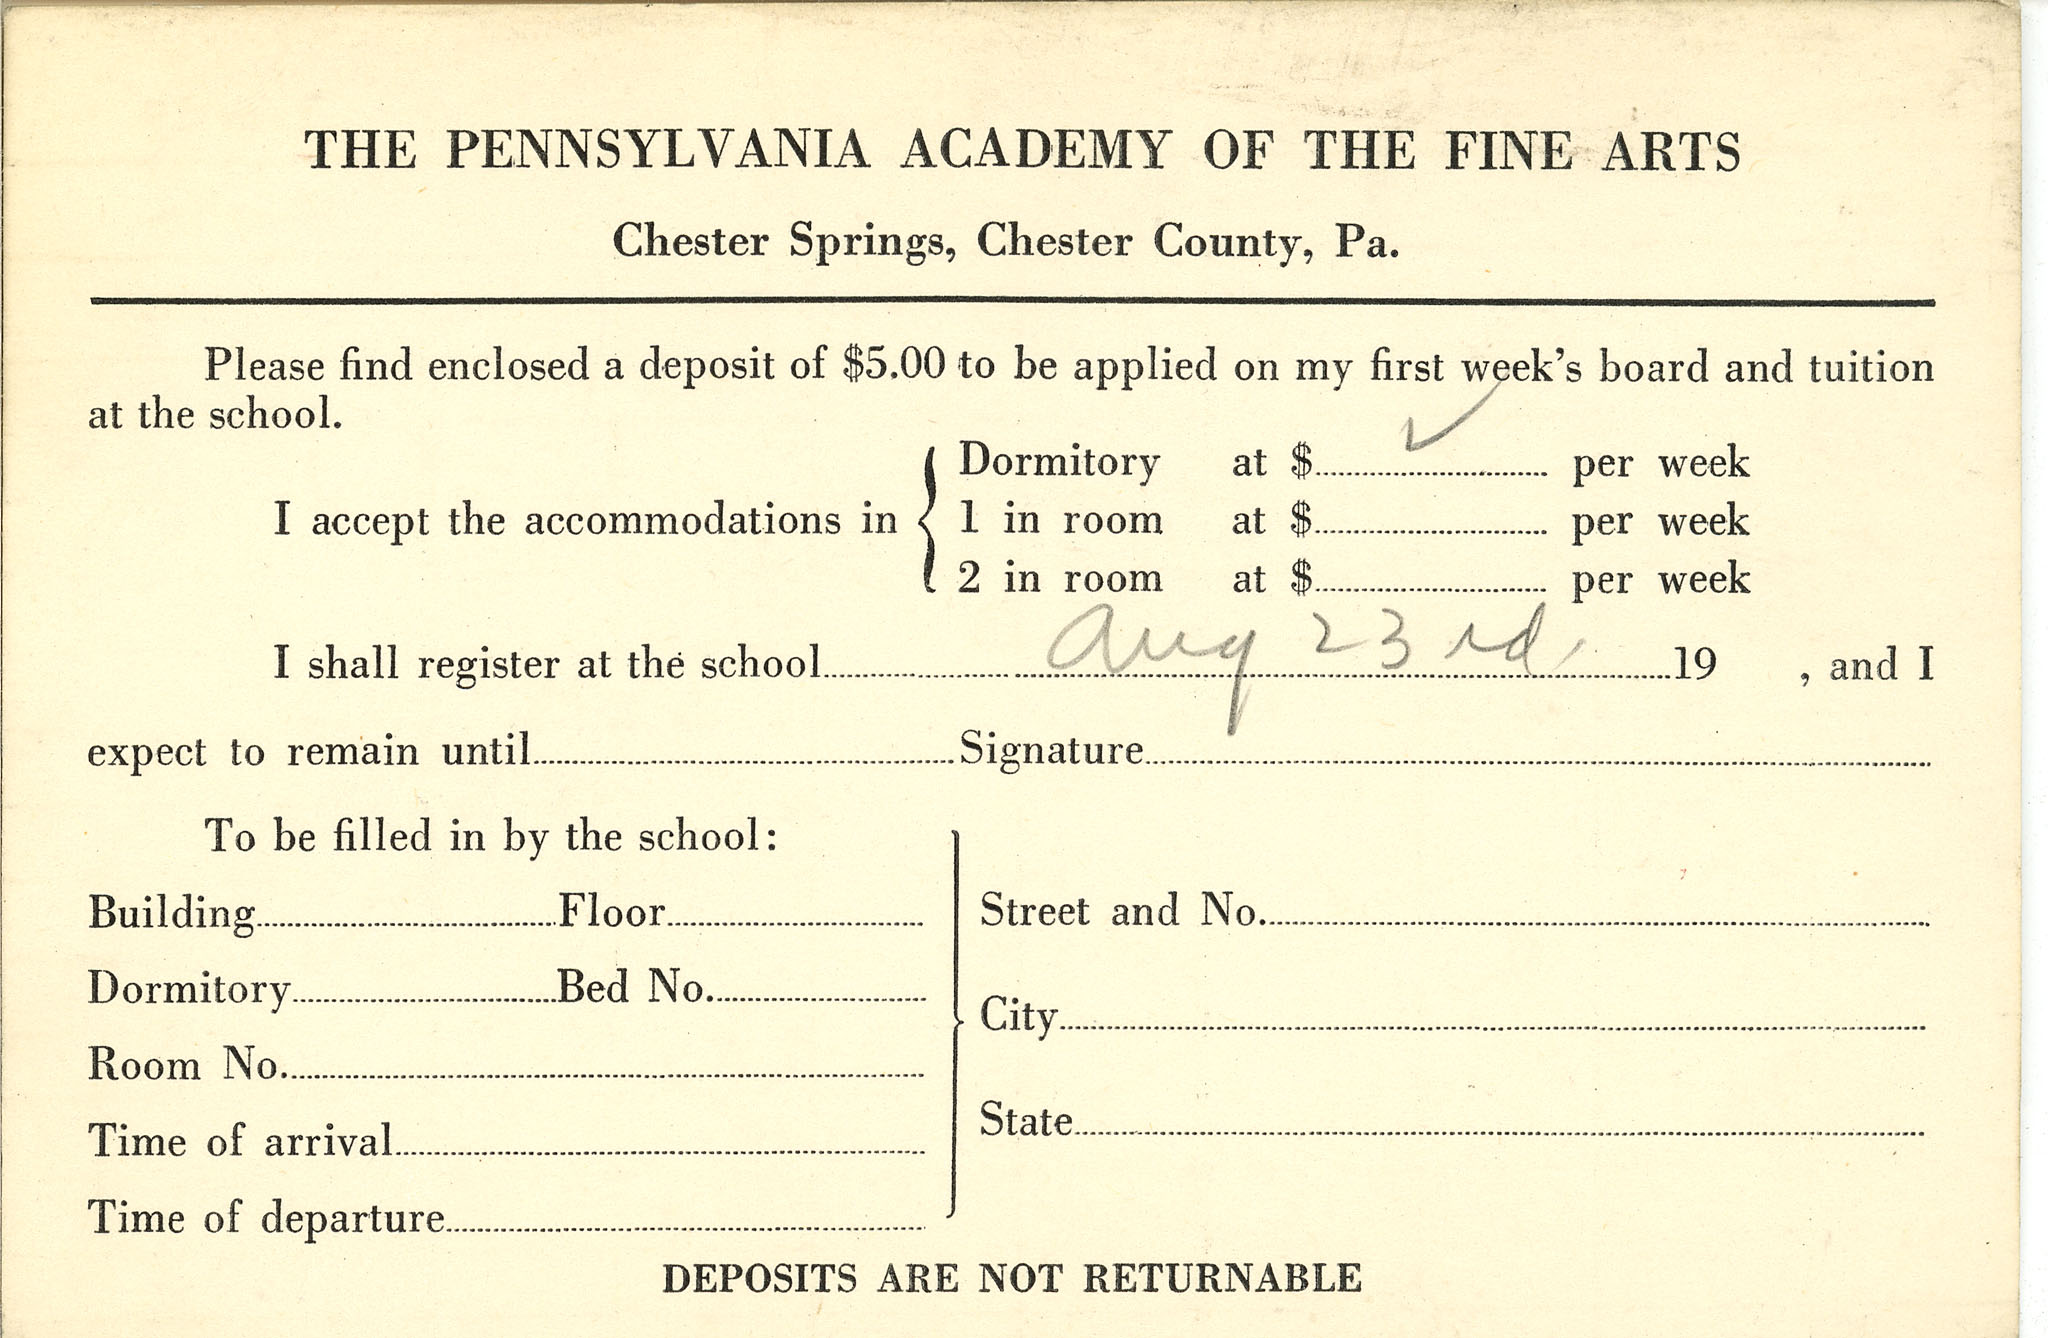 THE PENNSYLVANIA ACADEMY OF THE FINE ARTS
Chester Springs, Chester County, Pa.
Please find enclosed a deposit of $5.00 to be applied on my first week's board and tuition
at the school.
I accept the accommodations in
Dormitory at $ ✓ per week
1 in room at $ per week
2 in room at $ per week
I shall register at the school Aug 23rd 19 , and I
expect to remain until Signature
To be filled in by the school:
Building Floor
Dormitory Bed No.
Room No.
Time of arrival
Time of departure
Street and No.
City
State
DEPOSITS ARE NOT RETURNABLE